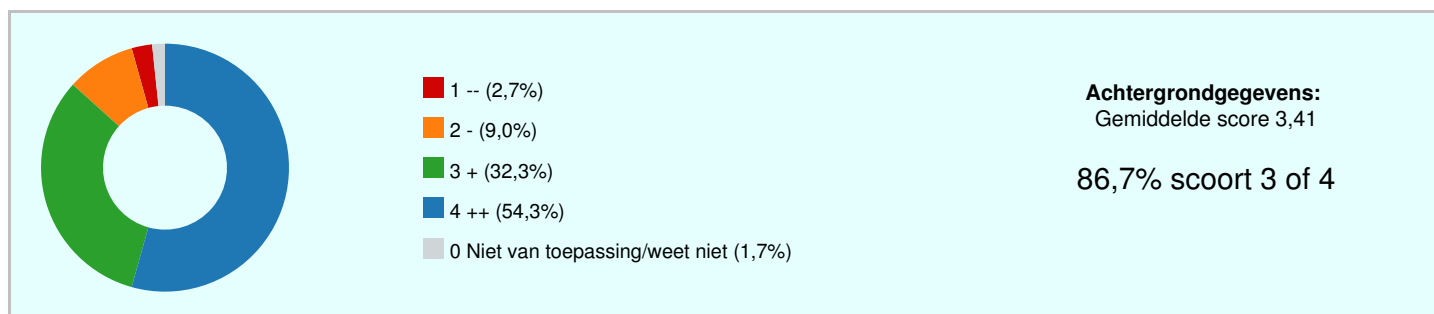 1 -- (2,7%)
2 - (9,0%)
3 + (32,3%)
4 ++ (54,3%)
0 Niet van toepassing/weet niet (1,7%)
Achtergrondgegevens:
Gemiddelde score 3,41
86,7% scoort 3 of 4